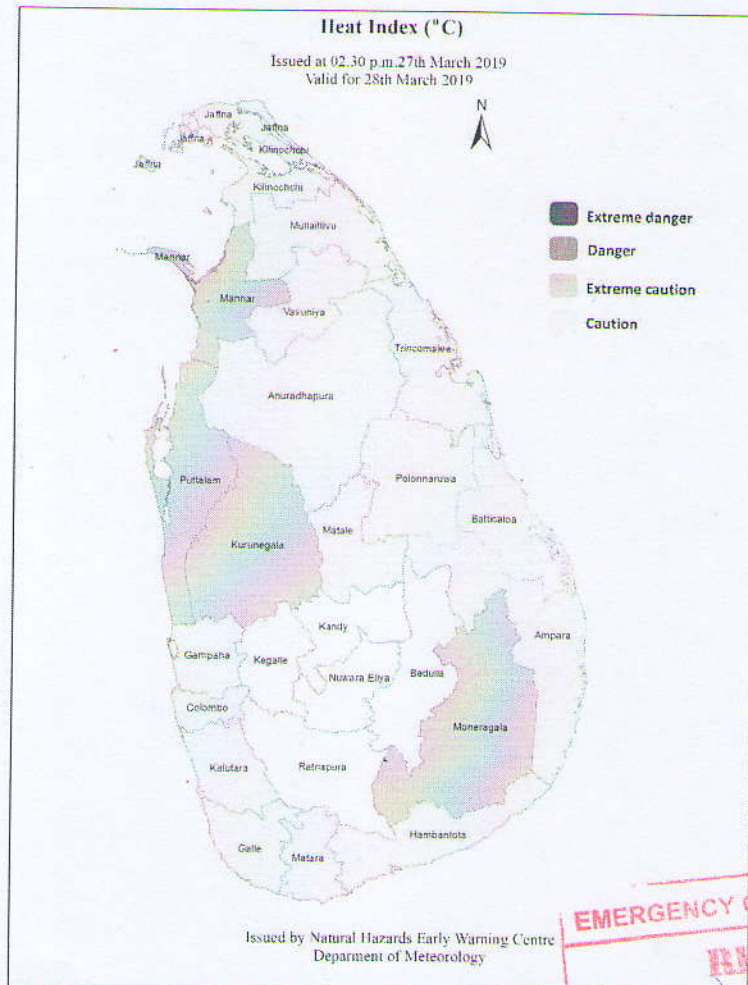 Heat Index (°C)
Issued at 02.30 p.m.27th March 2019
Valid for 28th March 2019
N
Jaffna
Jaffna
Jaffna
Kilinochchi
Jaffna
Kilinochchi
Mullaitivu
Mannar
Mannar
Vavuniya
Trincomalee
Anuradhapura
Puttalam
Polonnaruwa
Batticaloa
Matale
Kurunegala
Kandy
Ampara
Gampaha
Kegalle
Nuwara Eliya
Badulla
Colombo
Moneragala
Kalutara
Ratnapura
Hambantota
Galle
Matara
Extreme danger
Danger
Extreme caution
Caution
Issued by Natural Hazards Early Warning Centre
Deparment of Meteorology
EMERGENCY